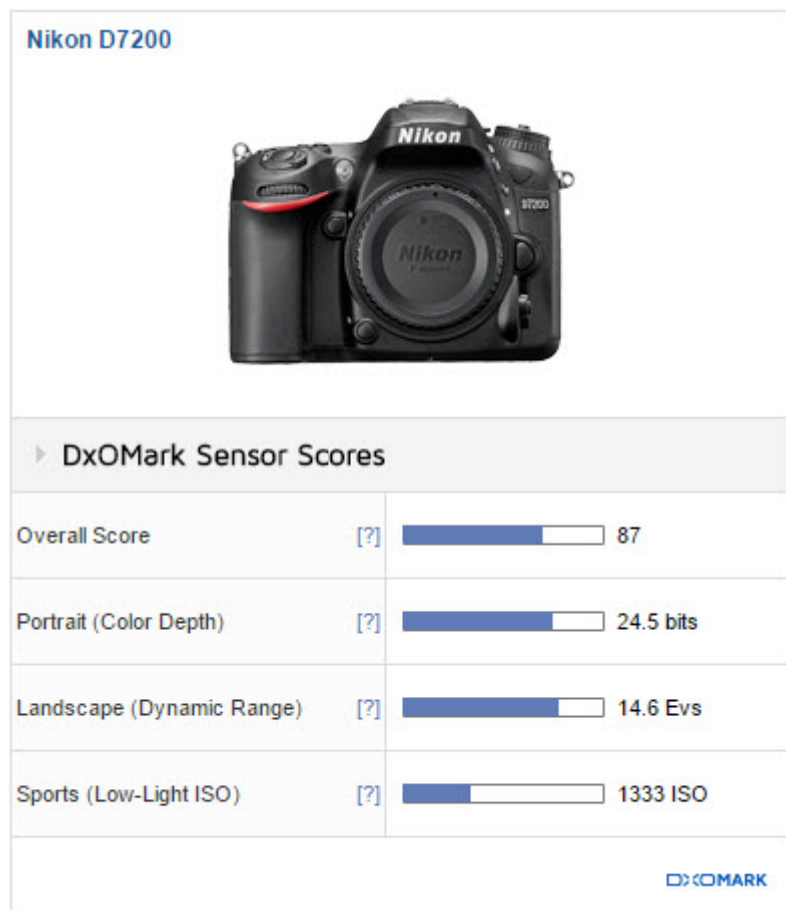 Nikon D7200
Nikon
D7200
Nikon
DxOMark Sensor Scores
Overall Score [?] 87
Portrait (Color Depth) [?] 24.5 bits
Landscape (Dynamic Range) [?] 14.6 Evs
Sports (Low-Light ISO) [?] 1333 ISO
DXOMARK